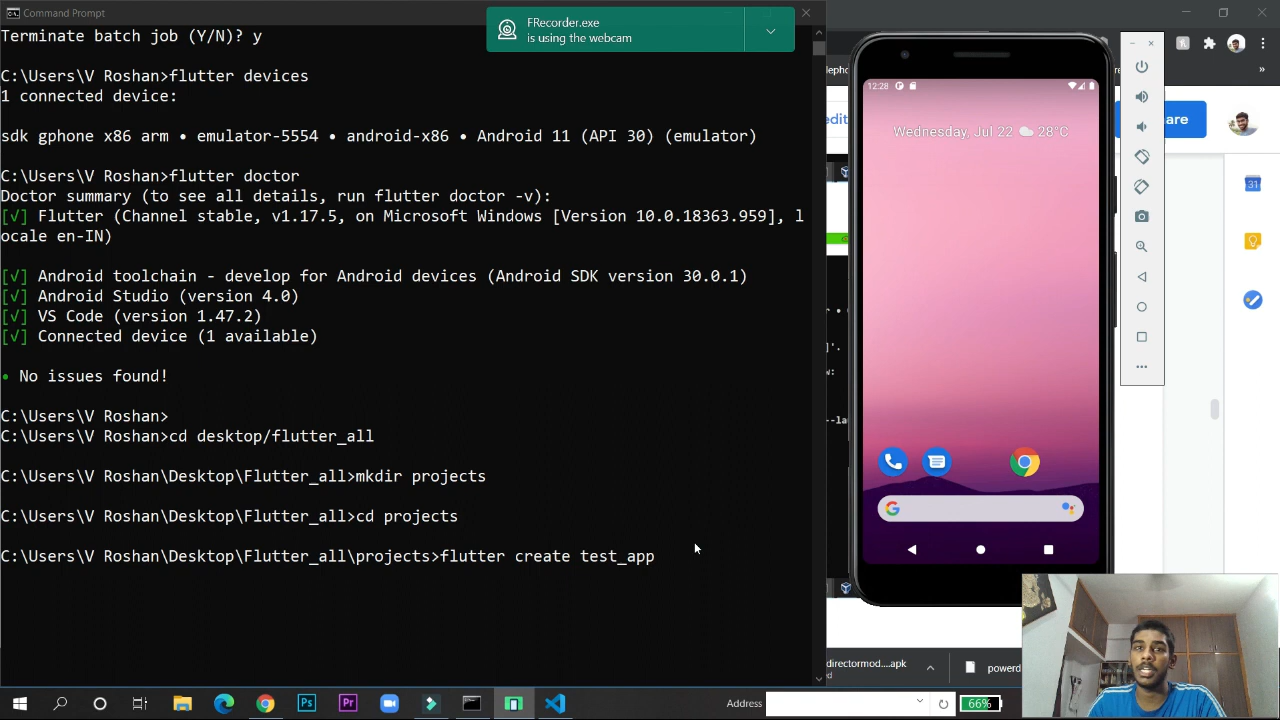 Command Prompt
Terminate batch job (Y/N)? y
FRecorder.exe
is using the webcam
C:\Users\V Roshan>flutter devices
1 connected device:
sdk gphone x86 arm • emulator-5554 • android-x86 • Android 11 (API 30) (emulator)
C:\Users\V Roshan>flutter doctor
Doctor summary (to see all details, run flutter doctor -v):
[√] Flutter (Channel stable, v1.17.5, on Microsoft Windows [Version 10.0.18363.959], l
ocale en-IN)
[√] Android toolchain - develop for Android devices (Android SDK version 30.0.1)
[√] Android Studio (version 4.0)
[√] VS Code (version 1.47.2)
[√] Connected device (1 available)
• No issues found!
C:\Users\V Roshan>
C:\Users\V Roshan>cd desktop/flutter_all
C:\Users\V Roshan\Desktop\Flutter_all>mkdir projects
C:\Users\V Roshan\Desktop\Flutter_all>cd projects
C:\Users\V Roshan\Desktop\Flutter_all\projects>flutter create test_app
12:28
Wednesday, Jul 22 28°C
edit
are
31
directormod....apk
powerd
Ps
Pr
Address
66%